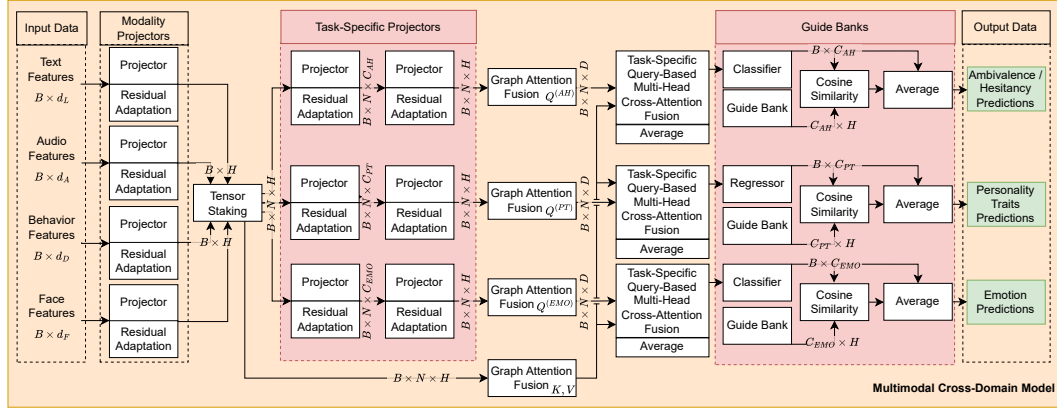 Input Data
Modality
Projectors
Task-Specific Projectors
Guide Banks
Output Data
Text
Features
B × d_L
Audio
Features
B × d_A
Behavior
Features
B × d_D
Face
Features
B × d_F
Projector
Residual
Adaptation
Projector
Residual
Adaptation
Projector
Residual
Adaptation
Projector
Residual
Adaptation
B × H
Tensor
Staking
B × H
B × N × H
Projector
Residual
Adaptation
B × N × C_AH
Projector
Residual
Adaptation
B × N × H
Graph Attention
Fusion Q^(AH)
B × N × D
Projector
Residual
Adaptation
B × N × C_PT
Projector
Residual
Adaptation
B × N × H
Graph Attention
Fusion Q^(PT)
B × N × D
Projector
Residual
Adaptation
B × N × C_EMO
Projector
Residual
Adaptation
B × N × H
Graph Attention
Fusion Q^(EMO)
B × N × D
B × N × H
Graph Attention
Fusion K, V
Task-Specific
Query-Based
Multi-Head
Cross-Attention
Fusion
Average
Task-Specific
Query-Based
Multi-Head
Cross-Attention
Fusion
Average
Task-Specific
Query-Based
Multi-Head
Cross-Attention
Fusion
Average
Classifier
Guide Bank
B × C_AH
Cosine
Similarity
C_AH × H
Average
Ambivalence /
Hesitancy
Predictions
Regressor
Guide Bank
B × C_PT
Cosine
Similarity
C_PT × H
Average
Personality
Traits
Predictions
Classifier
Guide Bank
B × C_EMO
Cosine
Similarity
C_EMO × H
Average
Emotion
Predictions
Multimodal Cross-Domain Model